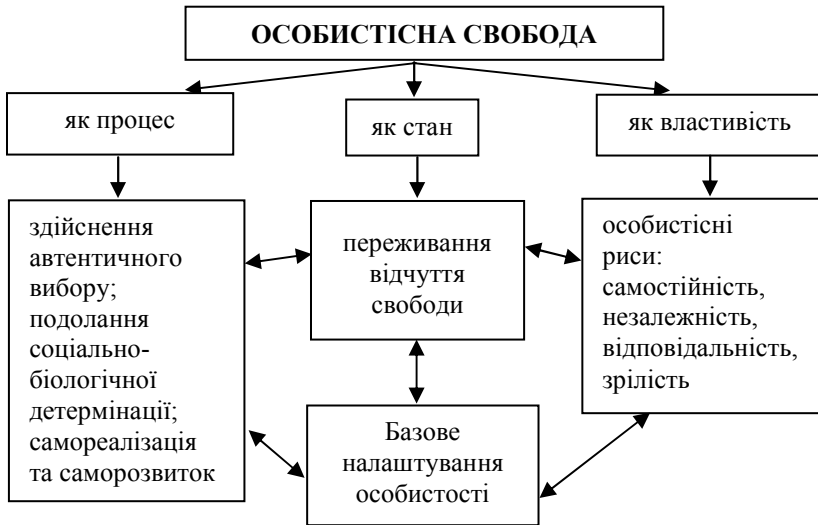 ОСОБИСТІСНА СВОБОДА
як процес
як стан
як властивість
здійснення
автентичного
вибору;
подолання
соціально-
біологічної
детермінації;
самореалізація
та саморозвиток
переживання
відчуття
свободи
особистісні
риси:
самостійність,
незалежність,
відповідальність,
зрілість
Базове
налаштування
особистості